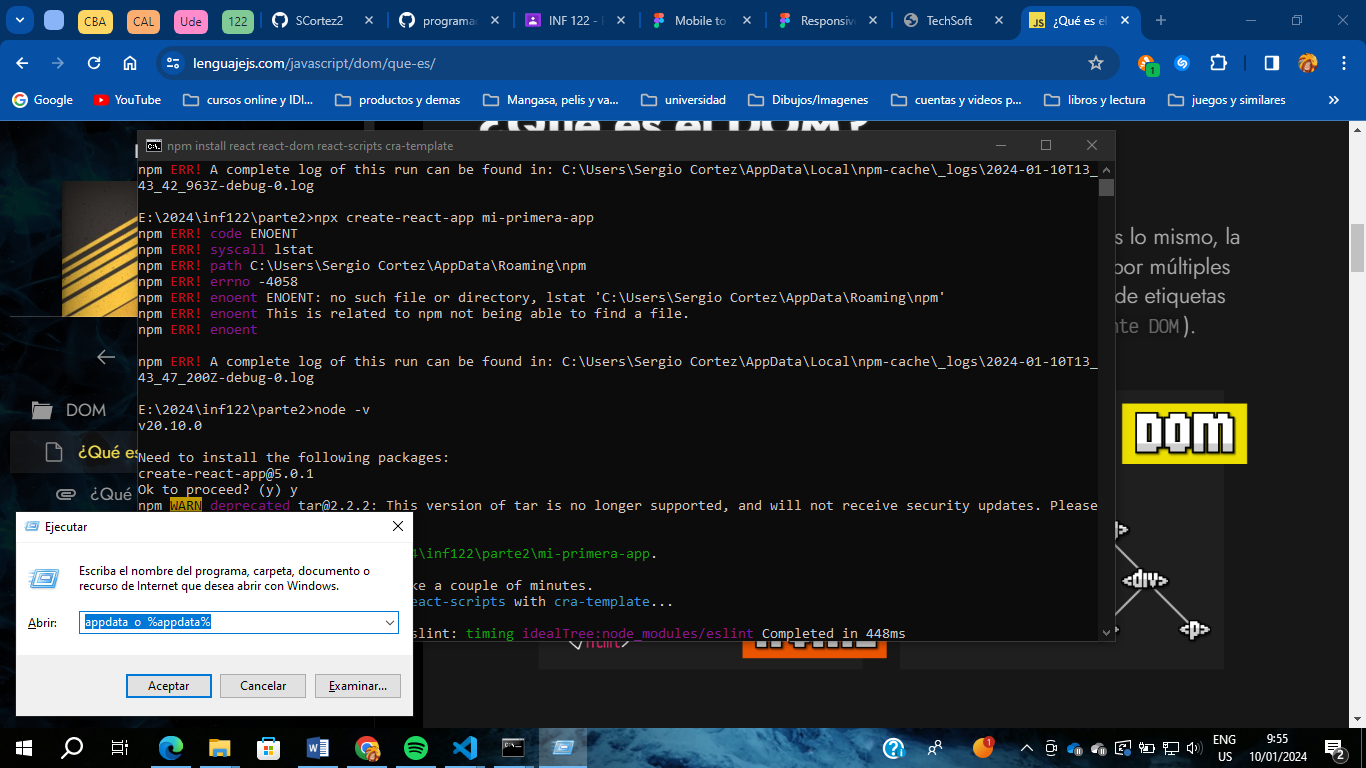 CBA
CAL
Ude
122
SCortez2
programa
INF 122 -
Mobile to
Responsiv
TechSoft
JS
¿Qué es el
lenguajejs.com/javascript/dom/que-es/
1
Google
YouTube
cursos online y IDI...
productos y demas
Mangasa, pelis y va...
universidad
Dibujos/Imagenes
cuentas y videos p...
libros y lectura
juegos y similares
¿Qué es el DOM?
npm install react react-dom react-scripts cra-template
npm ERR! A complete log of this run can be found in: C:\Users\Sergio Cortez\AppData\Local\npm-cache\_logs\2024-01-10T13_
43_42_963Z-debug-0.log
E:\2024\inf122\parte2>npx create-react-app mi-primera-app
npm ERR! code ENOENT
npm ERR! syscall lstat
npm ERR! path C:\Users\Sergio Cortez\AppData\Roaming\npm
npm ERR! errno -4058
npm ERR! enoent ENOENT: no such file or directory, lstat 'C:\Users\Sergio Cortez\AppData\Roaming\npm'
npm ERR! enoent This is related to npm not being able to find a file.
npm ERR! enoent
npm ERR! A complete log of this run can be found in: C:\Users\Sergio Cortez\AppData\Local\npm-cache\_logs\2024-01-10T13_
43_47_200Z-debug-0.log
E:\2024\inf122\parte2>node -v
v20.10.0
Need to install the following packages:
create-react-app@5.0.1
Ok to proceed? (y) y
npm WARN deprecated tar@2.2.2: This version of tar is no longer supported, and will not receive security updates. Please
4\inf122\parte2\mi-primera-app.
ke a couple of minutes.
eact-scripts with cra-template...
slint: timing idealTree:node_modules/eslint Completed in 448ms
s lo mismo, la
por múltiples
de etiquetas
nte DOM).
DOM
¿Qué es
¿Qué
DOM
<div>
<p>
</html>
Ejecutar
Escriba el nombre del programa, carpeta, documento o
recurso de Internet que desea abrir con Windows.
Abrir:
appdata o %appdata%
Aceptar
Cancelar
Examinar...
1
ENG
US
9:55
10/01/2024
2